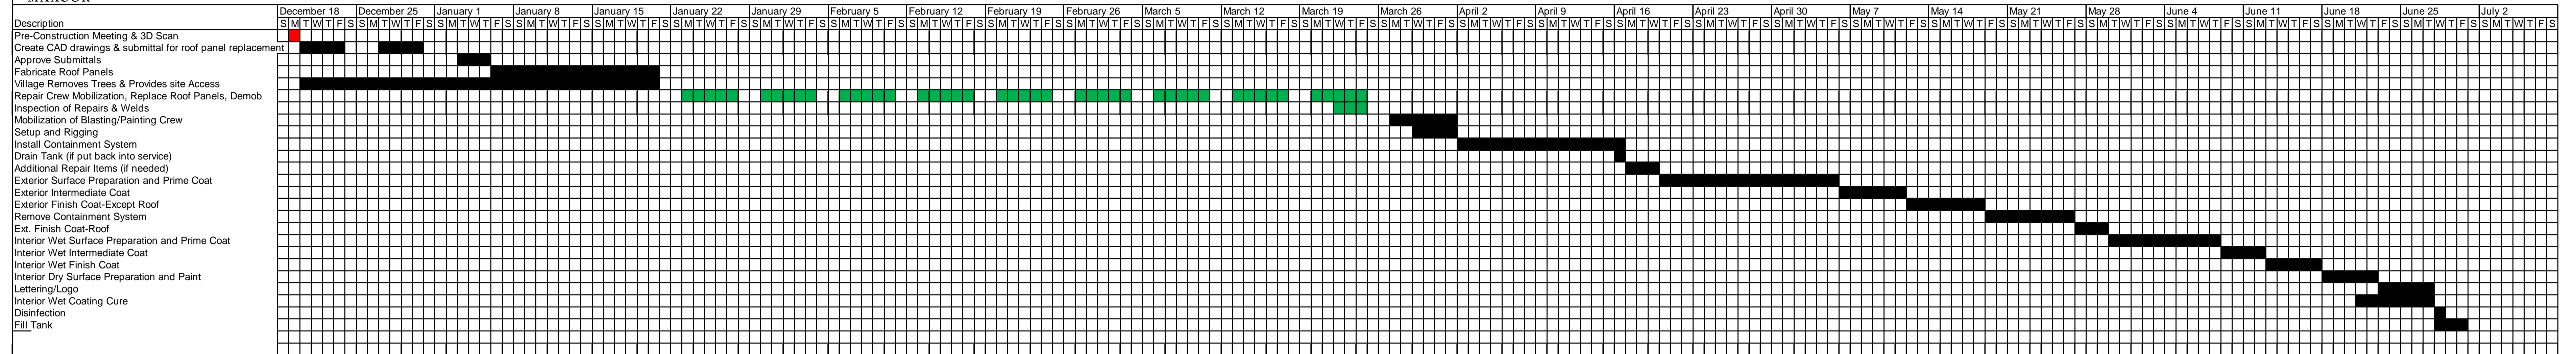 December 18 December 25 January 1 January 8 January 15 January 22 January 29 February 5 February 12 February 19 February 26 March 5 March 12 March 19 March 26 April 2 April 9 April 16 April 23 April 30 May 7 May 14 May 21 May 28 June 4 June 11 June 18 June 25 July 2
Description S M T W T F S S M T W T F S S M T W T F S S M T W T F S S M T W T F S S M T W T F S S M T W T F S S M T W T F S S M T W T F S S M T W T F S S M T W T F S S M T W T F S S M T W T F S S M T W T F S S M T W T F S S M T W T F S S M T W T F S S M T W T F S S M T W T F S S M T W T F S S M T W T F S S M T W T F S S M T W T F S S M T W T F S S M T W T F S S M T W T F S S M T W T F S S M T W T F S
Pre-Construction Meeting & 3D Scan
Create CAD drawings & submittal for roof panel replacement
Approve Submittals
Fabricate Roof Panels
Village Removes Trees & Provides site Access
Repair Crew Mobilization, Replace Roof Panels, Demob
Inspection of Repairs & Welds
Mobilization of Blasting/Painting Crew
Setup and Rigging
Install Containment System
Drain Tank (if put back into service)
Additional Repair Items (if needed)
Exterior Surface Preparation and Prime Coat
Exterior Intermediate Coat
Exterior Finish Coat-Except Roof
Remove Containment System
Ext. Finish Coat-Roof
Interior Wet Surface Preparation and Prime Coat
Interior Wet Intermediate Coat
Interior Wet Finish Coat
Interior Dry Surface Preparation and Paint
Lettering/Logo
Interior Wet Coating Cure
Disinfection
Fill Tank